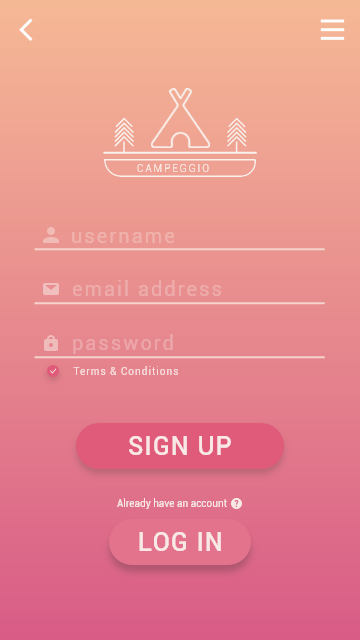 CAMPEGGIO
username
email address
password
Terms & Conditions
SIGN UP
Already have an account ?
LOG IN